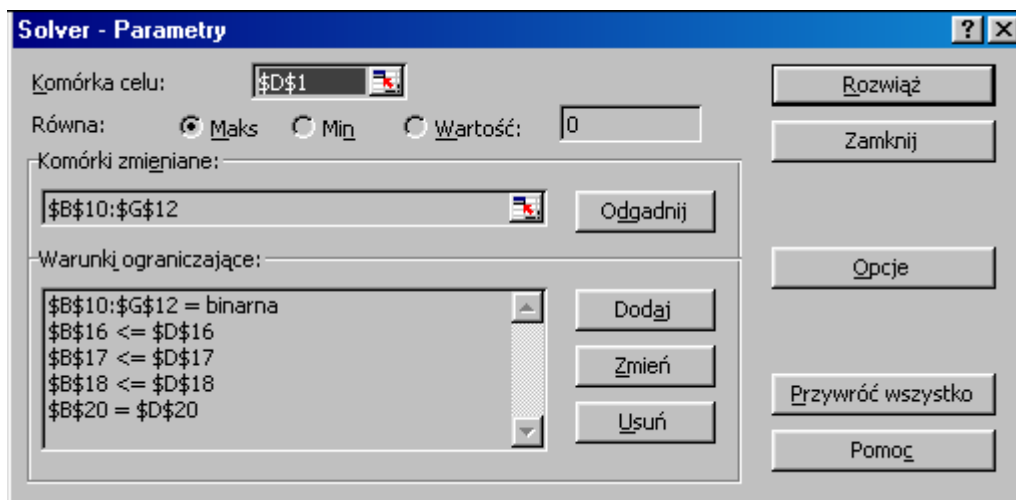 Solver - Parametry
Komórka celu: $D$1
Rozwiąż
Równa: Maks Min Wartość: 0
Zamknij
Komórki zmieniane:
$B$10:$G$12
Odgadnij
Warunki ograniczające:
Opcje
$B$10:$G$12 = binarna
$B$16 <= $D$16
$B$17 <= $D$17
$B$18 <= $D$18
$B$20 = $D$20
Dodaj
Zmień
Usuń
Przywróć wszystko
Pomoc